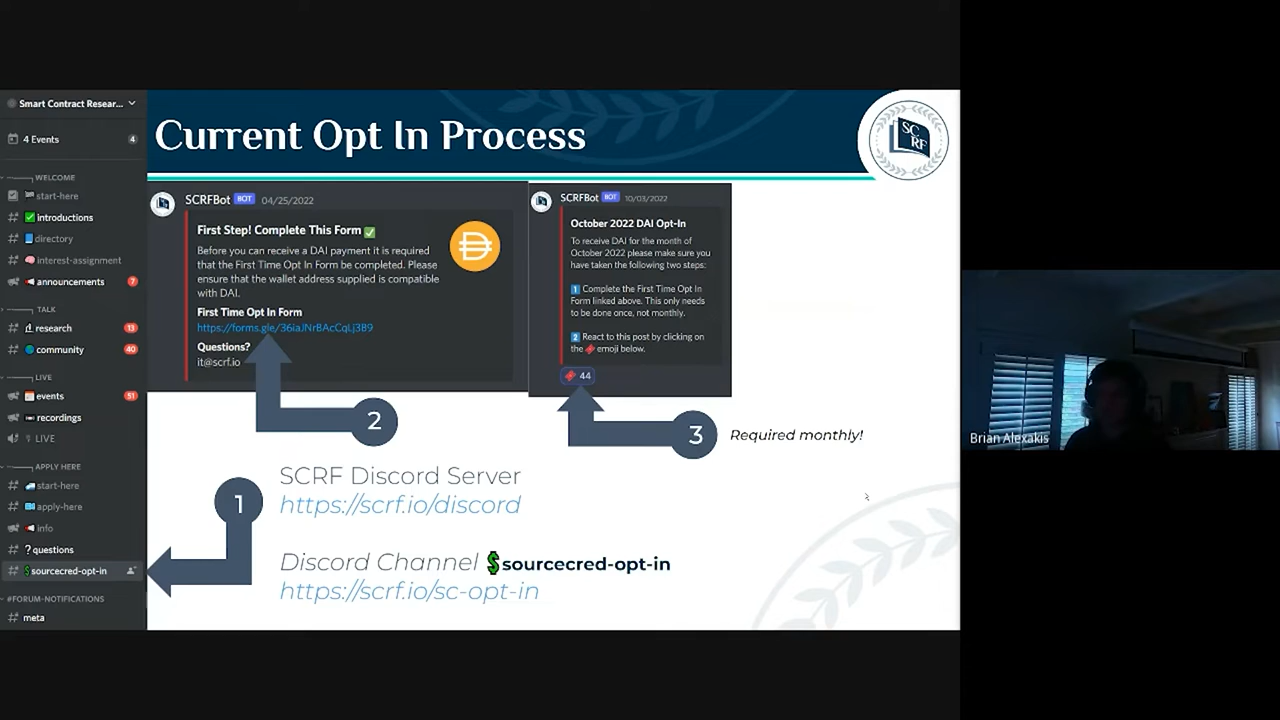 Smart Contract Resear...
4 Events 4
WELCOME
start-here
# introductions
# directory
# interest-assignment
announcements 7
TALK
# research 13
# community 40
LIVE
events 51
recordings
LIVE
APPLY HERE
# start-here
# apply-here
info
# ? questions
# $ sourcecred-opt-in
#FORUM-NOTIFICATIONS
# meta
Current Opt In Process
SC
RF
SCRFBot BOT 04/25/2022
First Step! Complete This Form ✅
Before you can receive a DAI payment it is required
that the First Time Opt In Form be completed. Please
ensure that the wallet address supplied is compatible
with DAI.
First Time Opt In Form
https://forms.gle/36iaJNrBAcCqLj3B9
Questions?
it@scrf.io
SCRFBot BOT 10/03/2022
October 2022 DAI Opt-In
To receive DAI for the month of
October 2022 please make sure you
have taken the following two steps:
1 Complete the First Time Opt In
Form linked above. This only needs
to be done once, not monthly.
2 React to this post by clicking on
the emoji below.
44
2
3
Required monthly!
1
SCRF Discord Server
https://scrf.io/discord
Discord Channel $sourcecred-opt-in
https://scrf.io/sc-opt-in
Brian Alexakis